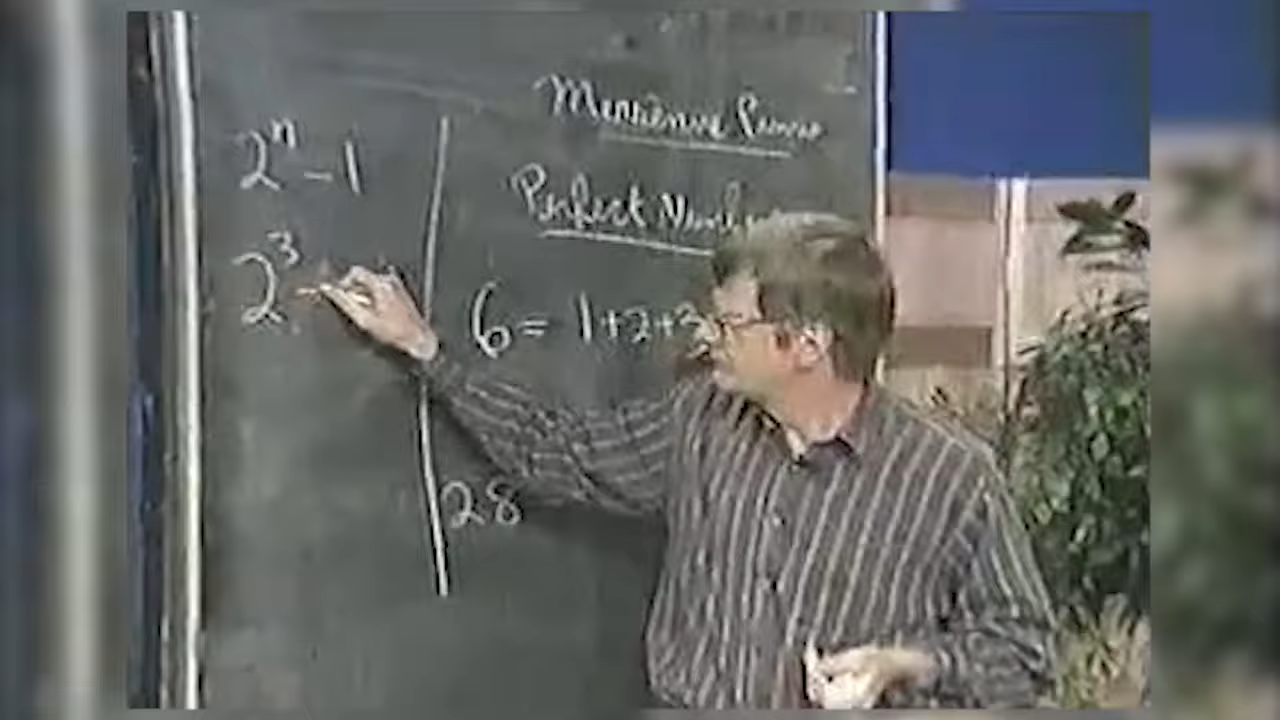 2ⁿ - 1
2³
Mersenne Primes
Perfect Numbers
6 = 1+2+3
28